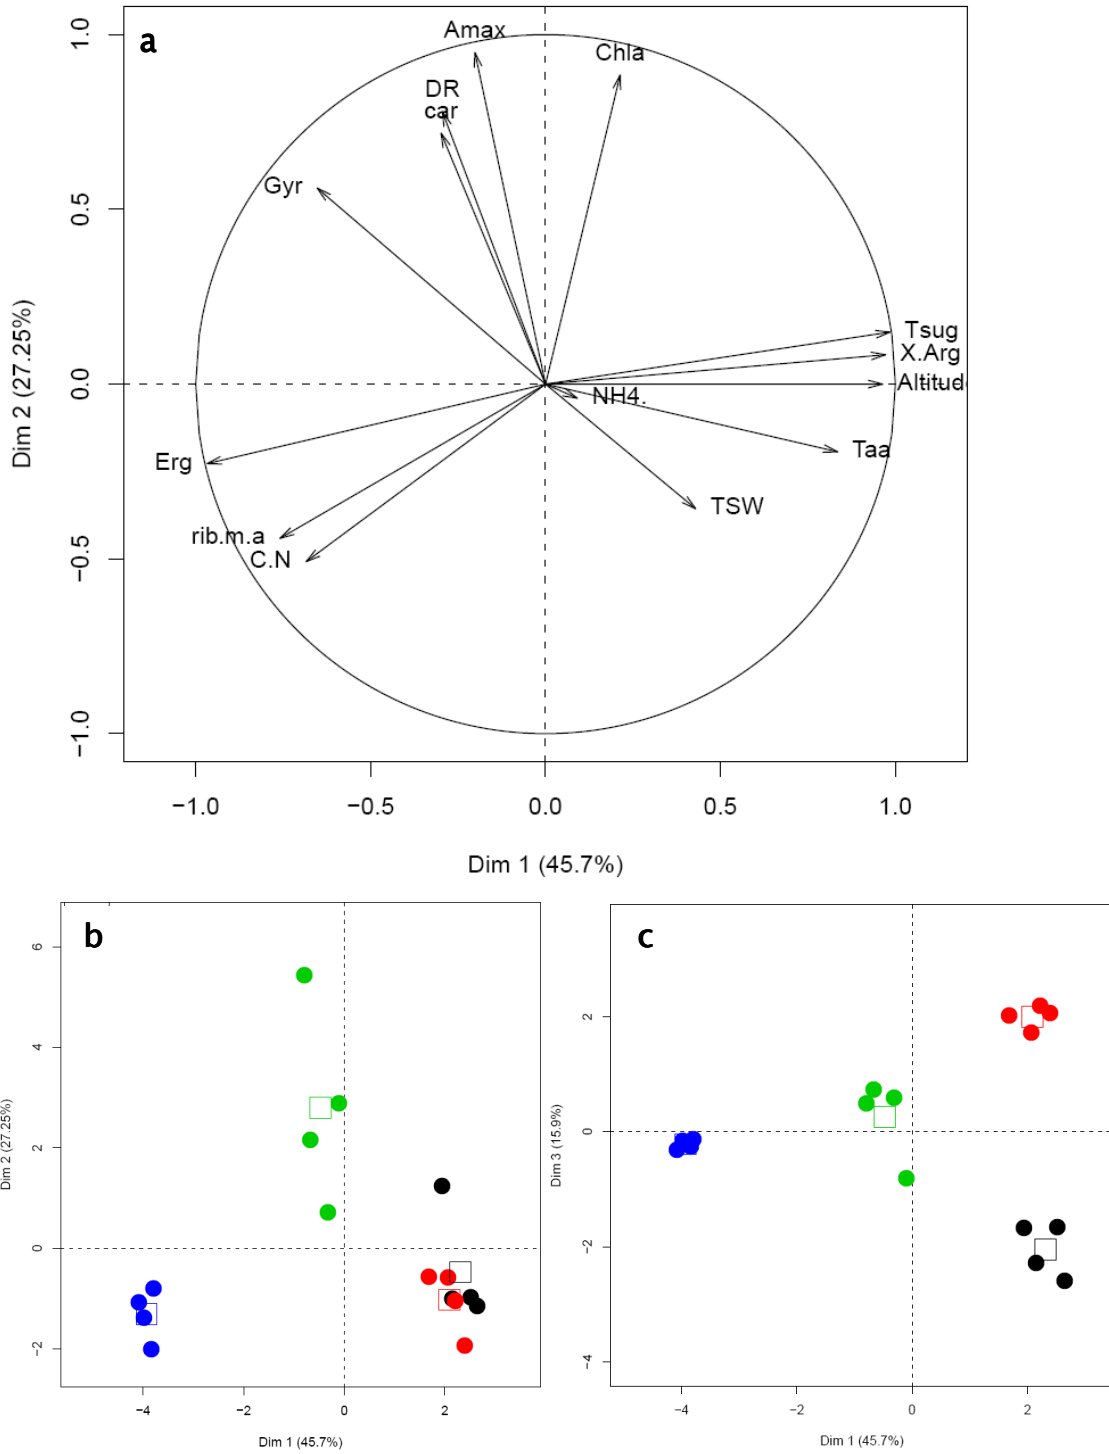 a
Amax
Chla
DR
car
Gyr
Tsug
X.Arg
Altitud
NH4.
Taa
TSW
Erg
rib.m.a
C.N
1.0
0.5
0.0
−0.5
−1.0
Dim 2 (27.25%)
−1.0
−0.5
0.0
0.5
1.0
Dim 1 (45.7%)
b
6
4
2
0
−2
Dim 2 (27.25%)
−4
−2
0
2
Dim 1 (45.7%)
c
2
0
−2
−4
Dim 3 (15.9%)
−4
−2
0
2
Dim 1 (45.7%)